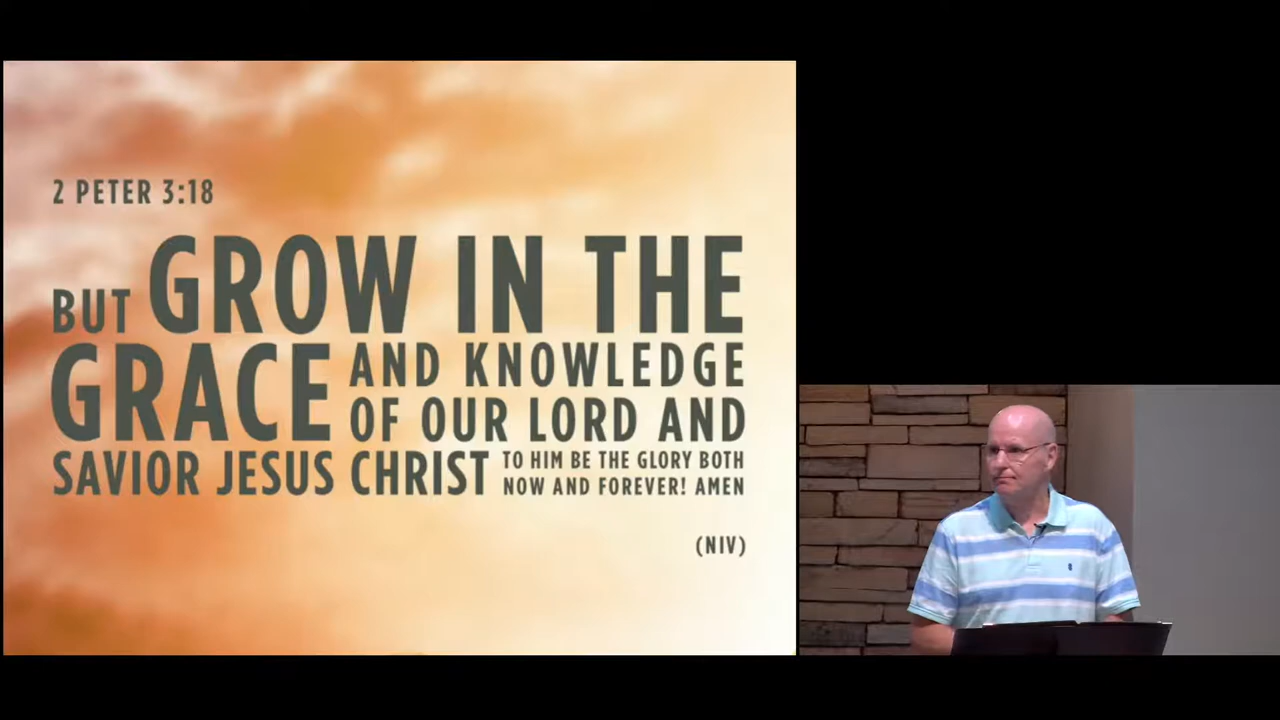 2 PETER 3:18
BUT GROW IN THE
GRACE AND KNOWLEDGE
OF OUR LORD AND
SAVIOR JESUS CHRIST TO HIM BE THE GLORY BOTH
NOW AND FOREVER! AMEN
(NIV)